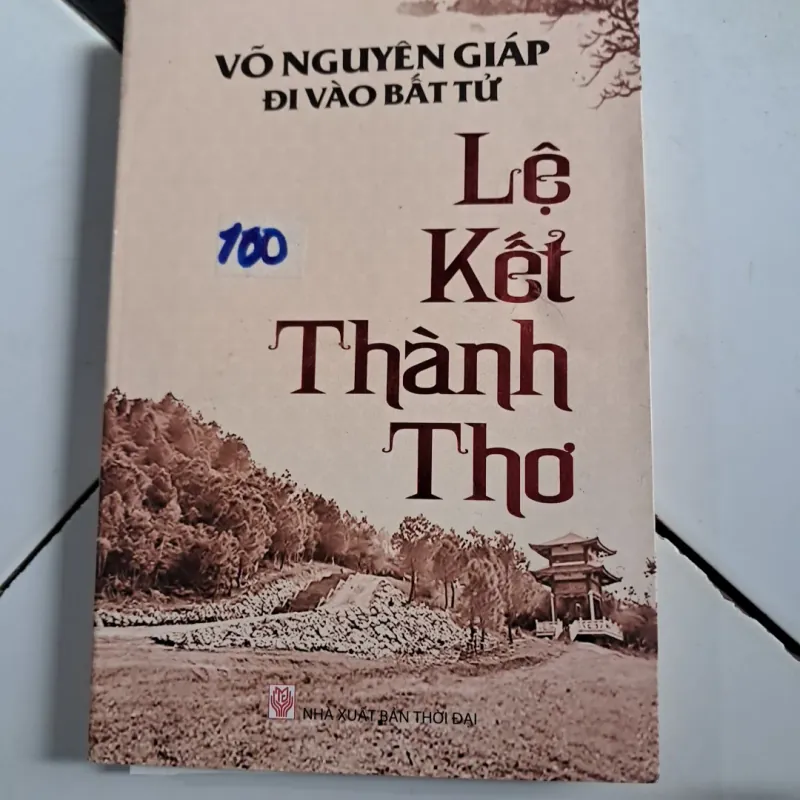 VÕ NGUYÊN GIÁP
ĐI VÀO BẤT TỬ
Lệ
Kết
Thành
Thơ
100
NHÀ XUẤT BẢN THỜI ĐẠI